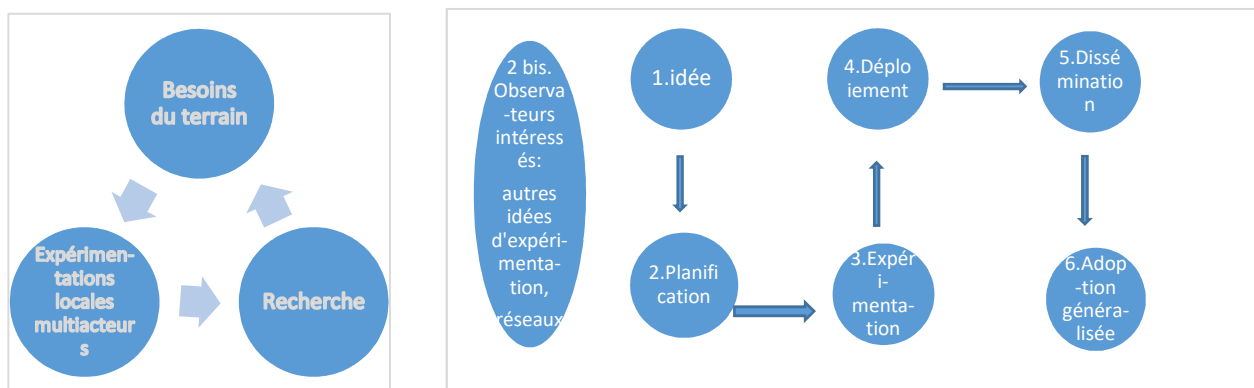 Besoins
du terrain
Expérimen-
tations
locales
multiacteur
s
Recherche
2 bis.
Observa
-teurs
intéress
és:
autres
idées
d'expéri-
menta-
tion,
réseaux
1.idée
2.Planifi
cation
3.Expér
i-
menta-
tation
4.Déplo
iement
5.Dissé
minatio
n
6.Adop
-tion
généra-
lisée